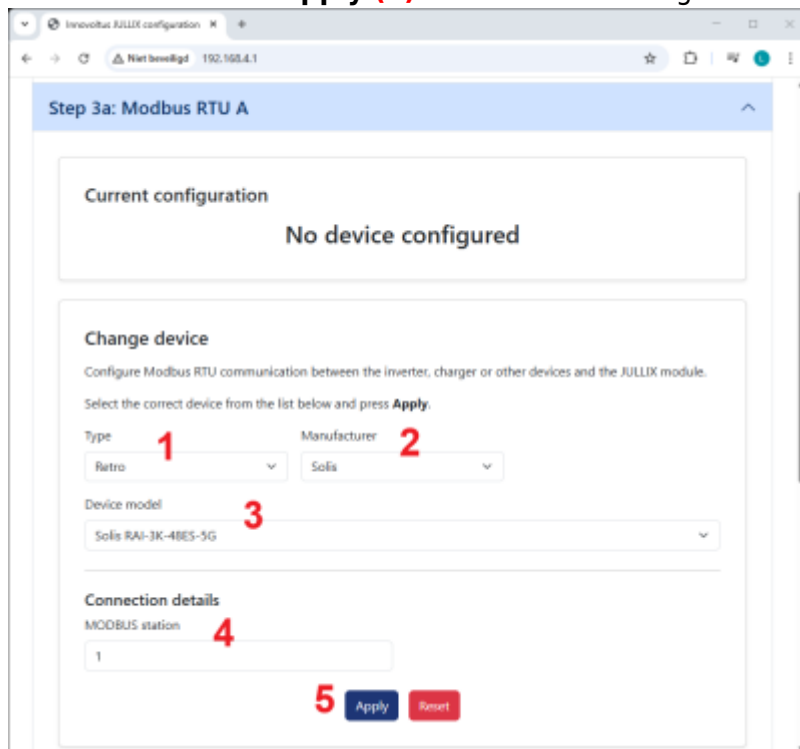 Apply
Innovoltus JULLIX configuration
Niet beveiligd 192.168.4.1
L
Step 3a: Modbus RTU A
Current configuration
No device configured
Change device
Configure Modbus RTU communication between the inverter, charger or other devices and the JULLIX module.
Select the correct device from the list below and press Apply.
Type 1 Manufacturer 2
Retro Solis
Device model 3
Solis RAI-3K-48ES-5G
Connection details
MODBUS station 4
1
5 Apply Reset